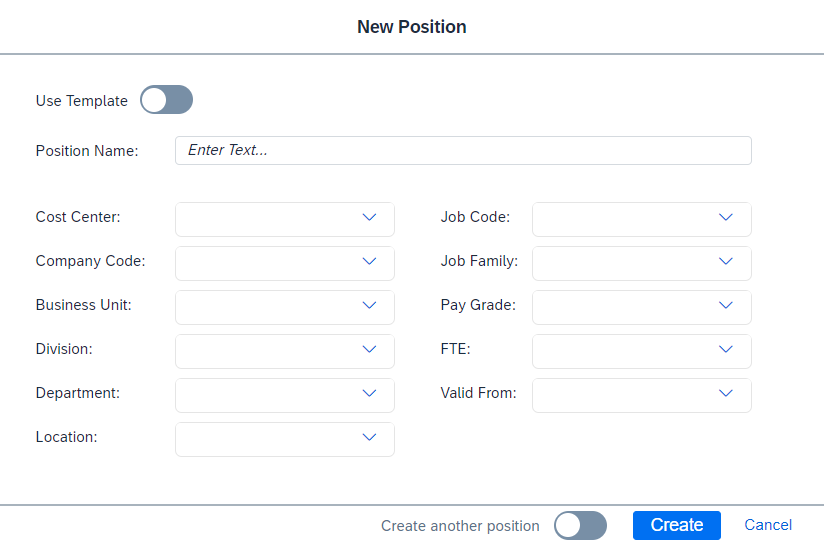 New Position
Use Template
Position Name: Enter Text...
Cost Center: Job Code:
Company Code: Job Family:
Business Unit: Pay Grade:
Division: FTE:
Department: Valid From:
Location:
Create another position Create Cancel